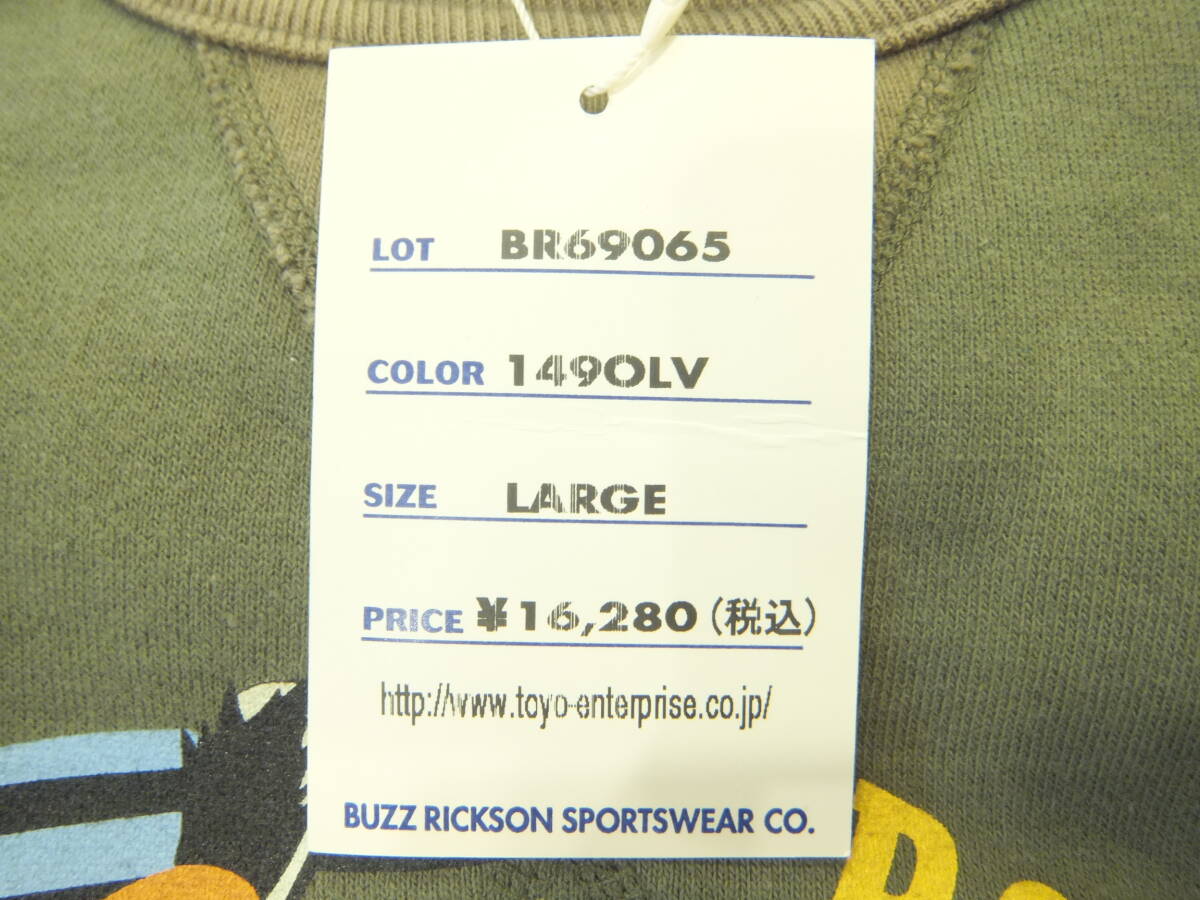 LOT BR69065
COLOR 149OLV
SIZE LARGE
PRICE ¥16,280(税込)
http://www.toyo-enterprise.co.jp/
BUZZ RICKSON SPORTSWEAR CO.